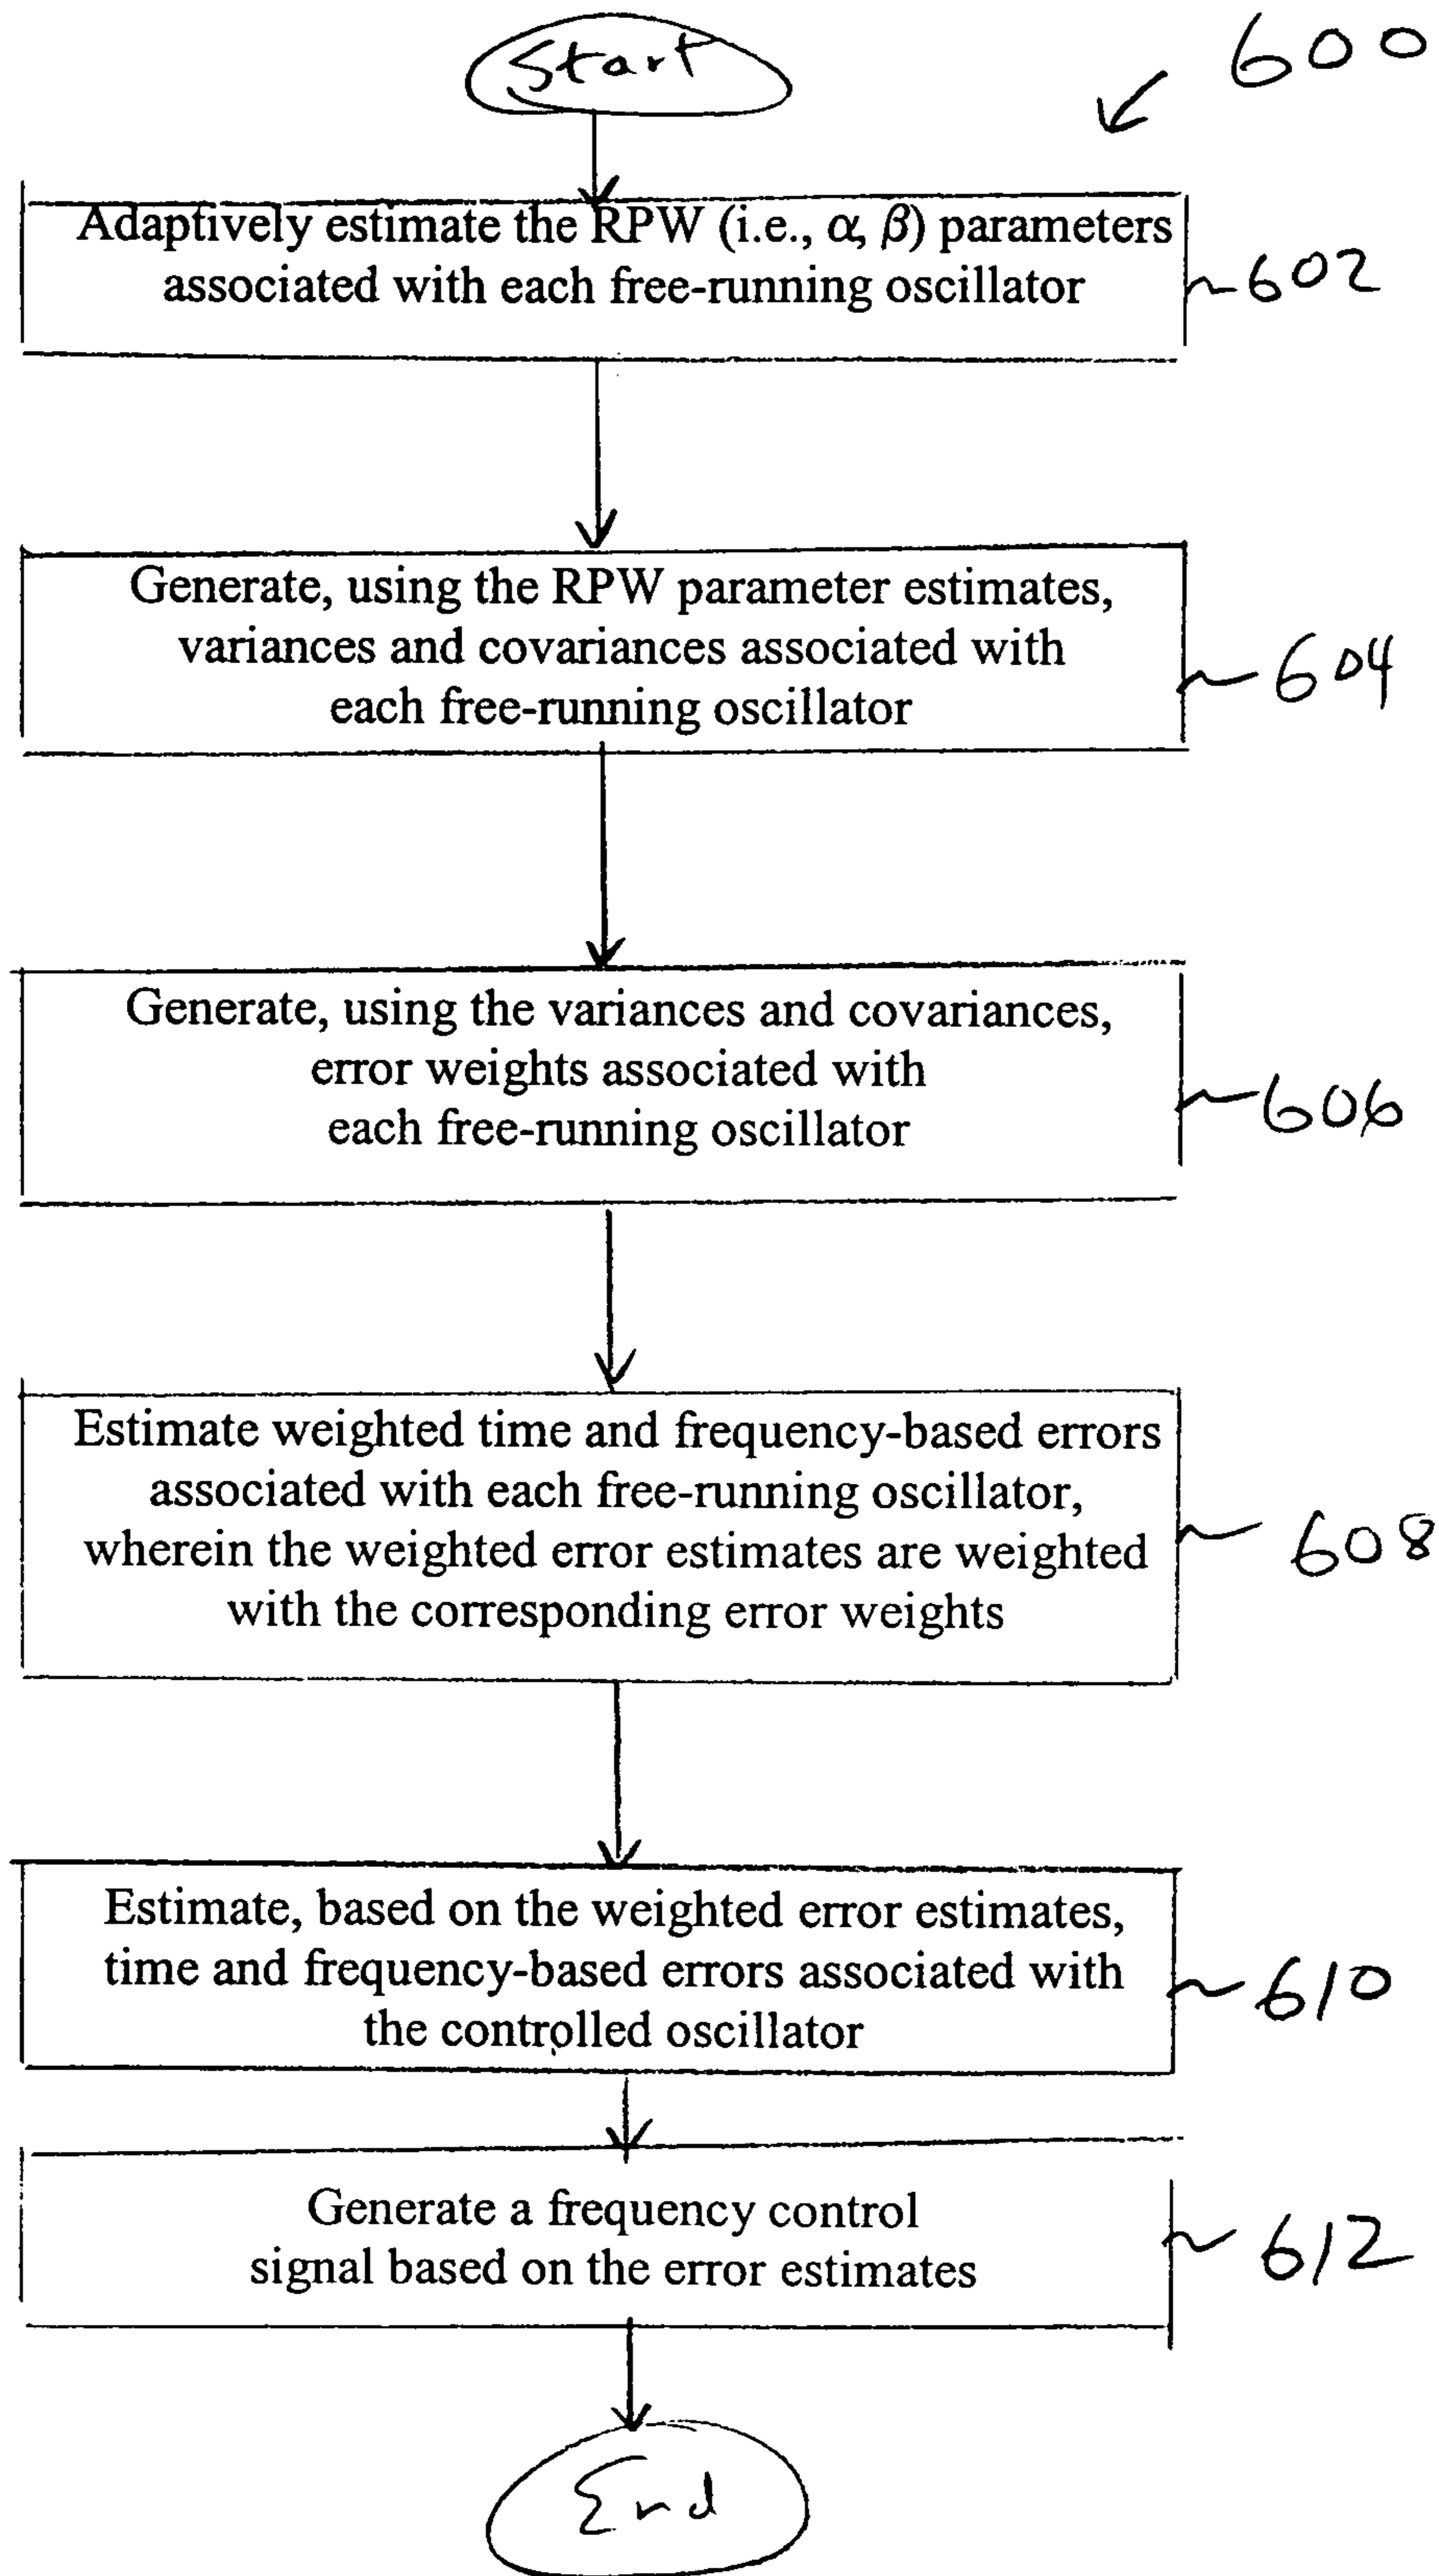 Start
600
Adaptively estimate the RPW (i.e., α, β) parameters
associated with each free-running oscillator
602
Generate, using the RPW parameter estimates,
variances and covariances associated with
each free-running oscillator
604
Generate, using the variances and covariances,
error weights associated with
each free-running oscillator
606
Estimate weighted time and frequency-based errors
associated with each free-running oscillator,
wherein the weighted error estimates are weighted
with the corresponding error weights
608
Estimate, based on the weighted error estimates,
time and frequency-based errors associated with
the controlled oscillator
610
Generate a frequency control
signal based on the error estimates
612
End